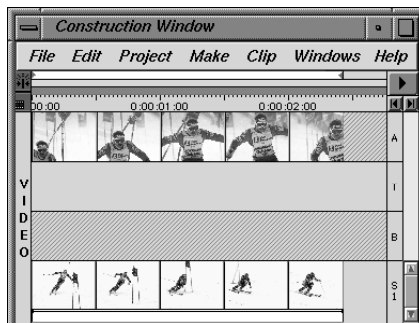 Construction Window
File Edit Project Make Clip Windows Help
00:00 0:00:01:00 0:00:02:00
A
I
B
S
1
VIDEO